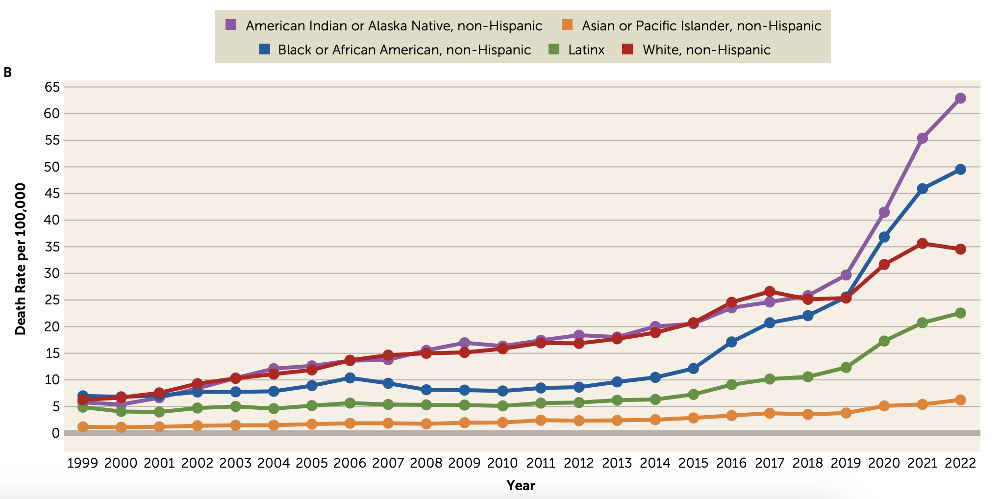 American Indian or Alaska Native, non-Hispanic Asian or Pacific Islander, non-Hispanic
Black or African American, non-Hispanic Latinx White, non-Hispanic
B
65
60
55
50
45
40
35
30
25
20
15
10
5
0
Death Rate per 100,000
1999 2000 2001 2002 2003 2004 2005 2006 2007 2008 2009 2010 2011 2012 2013 2014 2015 2016 2017 2018 2019 2020 2021 2022
Year